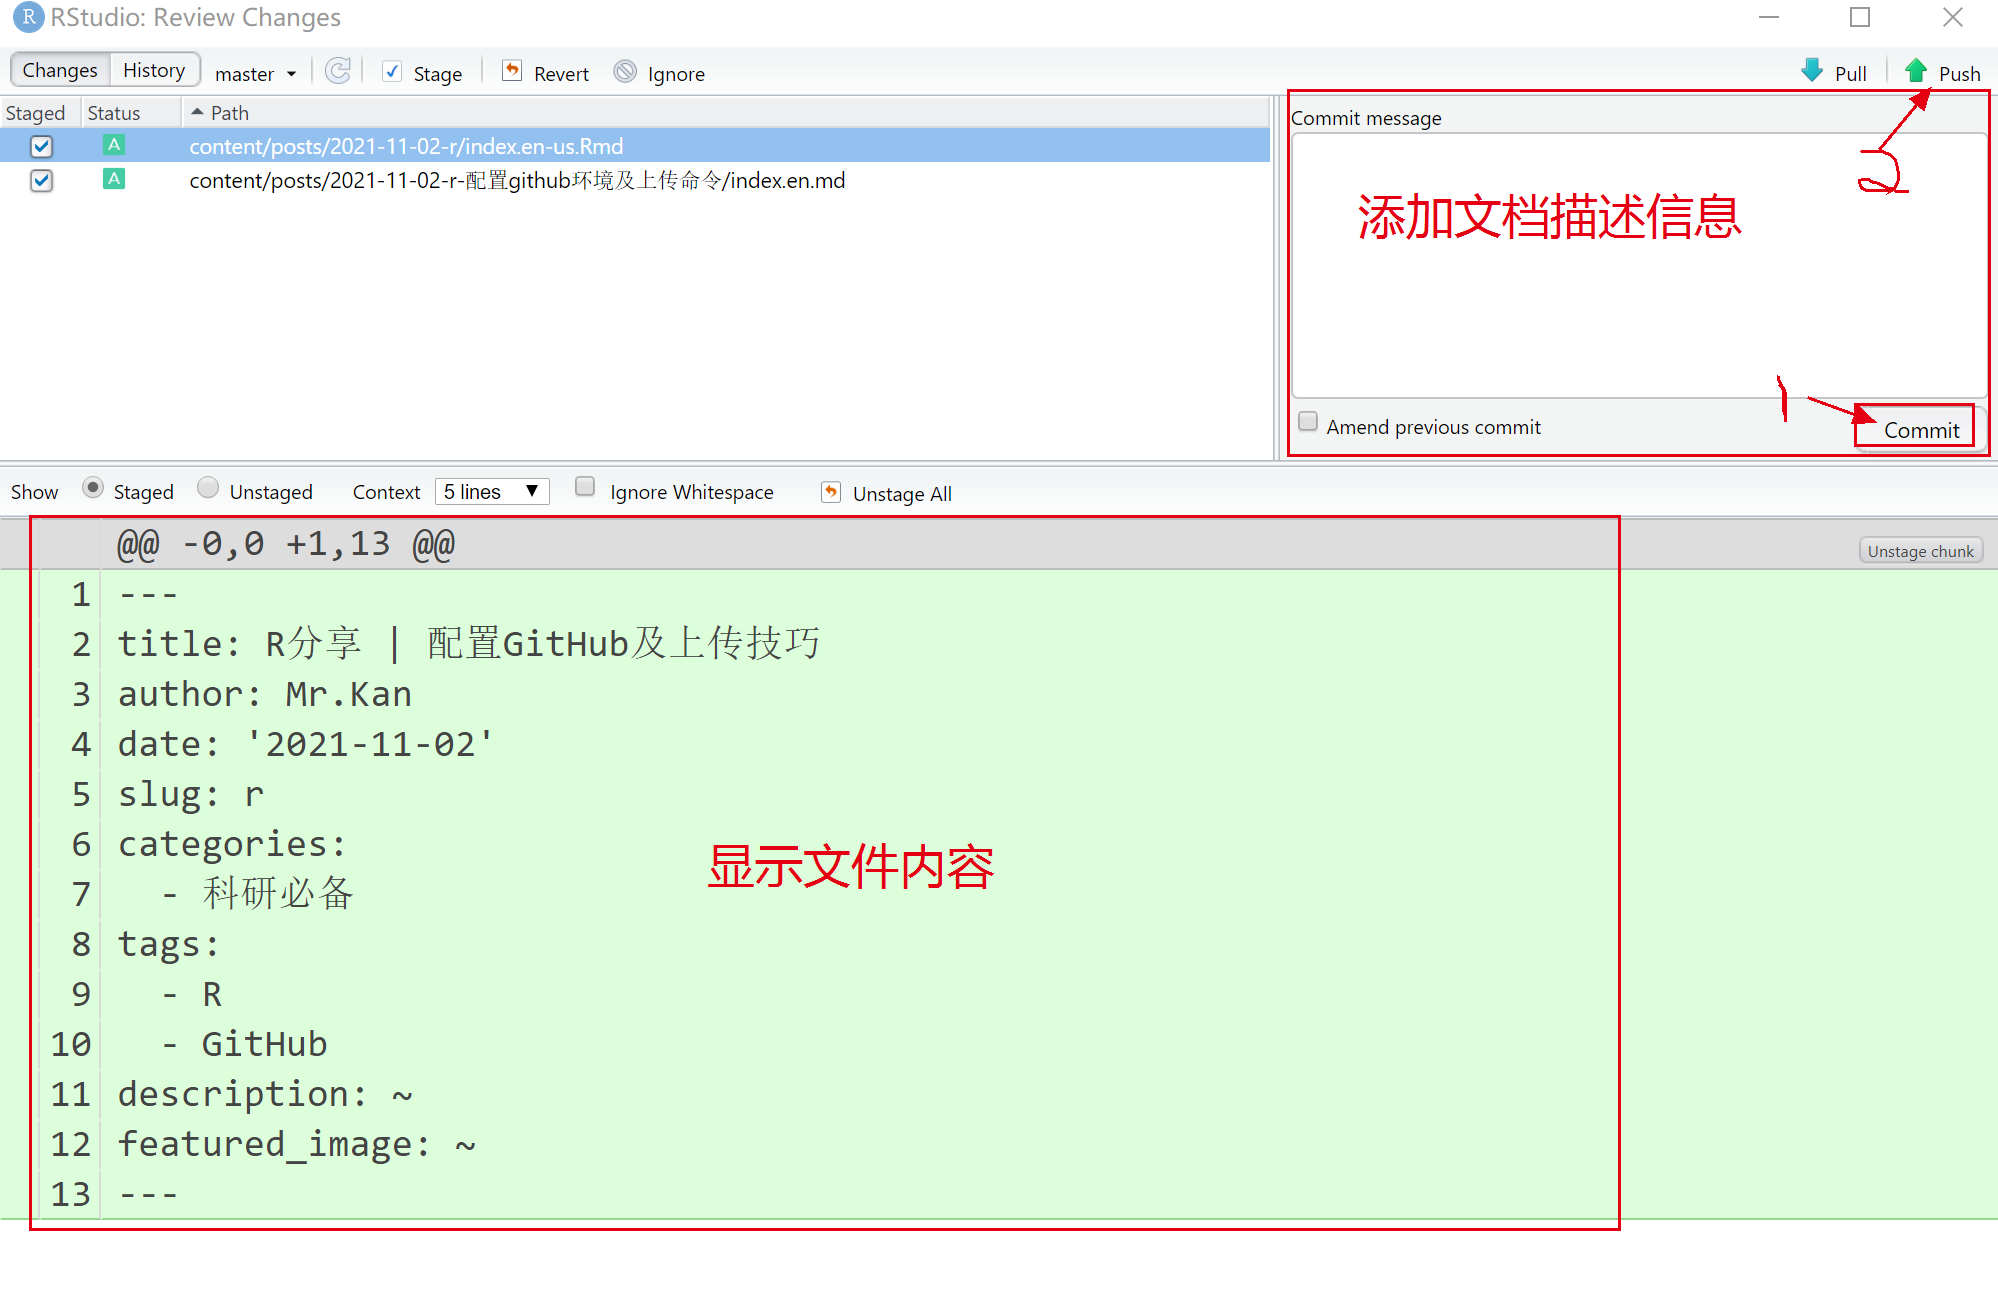 R RStudio: Review Changes
Changes History master Stage Revert Ignore Pull Push
Staged Status Path
A content/posts/2021-11-02-r/index.en-us.Rmd
A content/posts/2021-11-02-r-配置github环境及上传命令/index.en.md
Commit message
2
添加文档描述信息
1
Amend previous commit Commit
Show Staged Unstaged Context 5 lines Ignore Whitespace Unstage All
@@ -0,0 +1,13 @@ Unstage chunk
1 ---
2 title: R分享 | 配置GitHub及上传技巧
3 author: Mr.Kan
4 date: '2021-11-02'
5 slug: r
6 categories:
显示文件内容
7 - 科研必备
8 tags:
9 - R
10 - GitHub
11 description: ~
12 featured_image: ~
13 ---